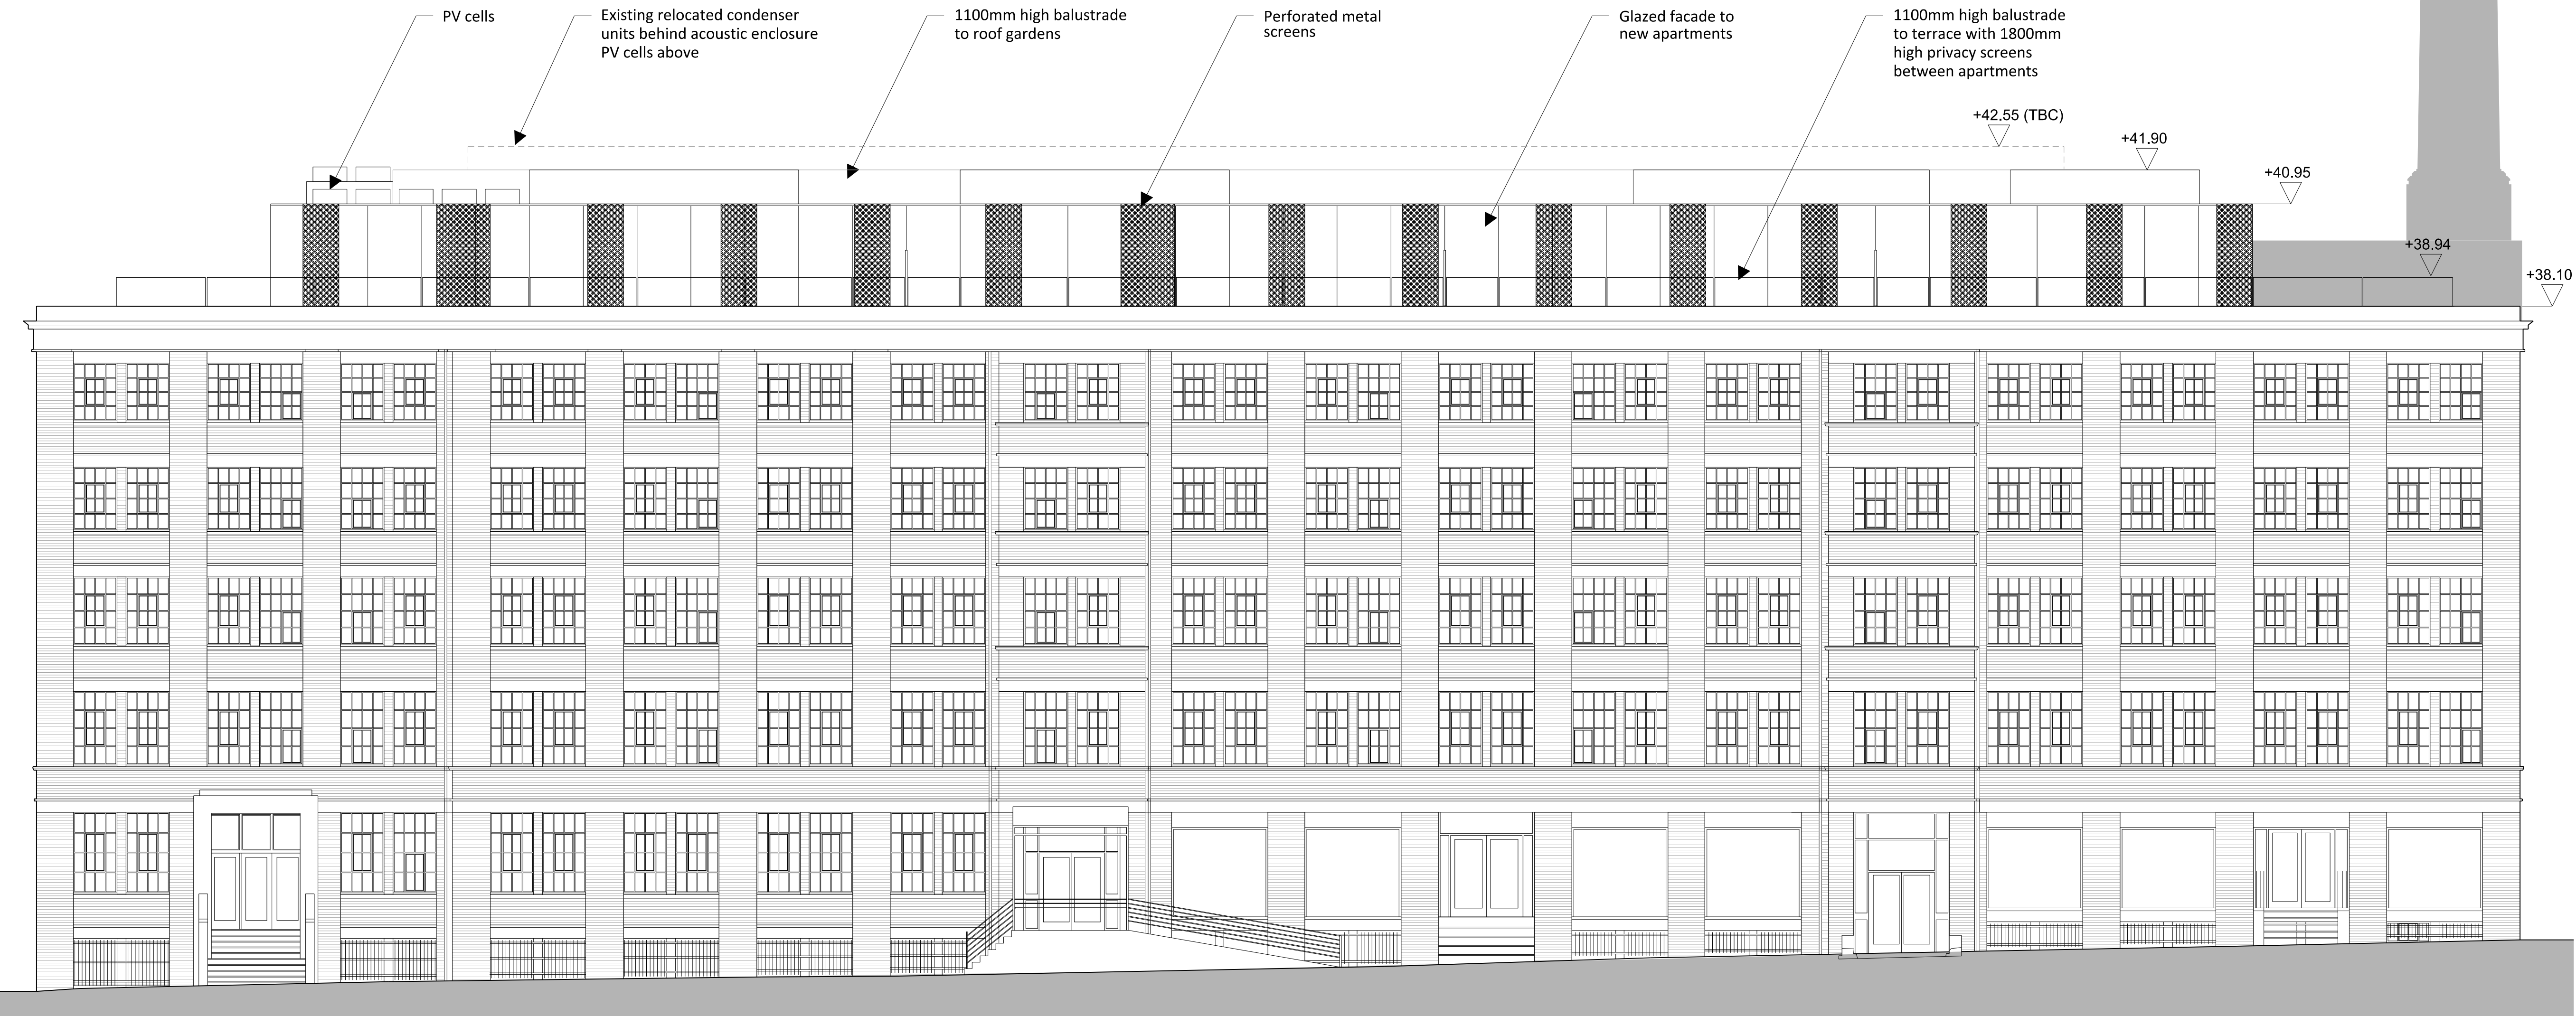 PV cells
Existing relocated condenser
units behind acoustic enclosure
PV cells above
1100mm high balustrade
to roof gardens
Perforated metal
screens
Glazed facade to
new apartments
1100mm high balustrade
to terrace with 1800mm
high privacy screens
between apartments
+42.55 (TBC)
+41.90
+40.95
+38.94
+38.10